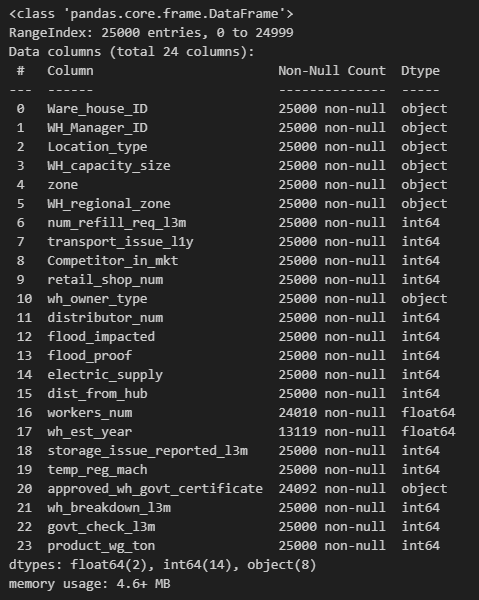 <class 'pandas.core.frame.DataFrame'>
RangeIndex: 25000 entries, 0 to 24999
Data columns (total 24 columns):
 #   Column                        Non-Null Count  Dtype
---  ------                        --------------  -----
 0   Ware_house_ID                 25000 non-null  object
 1   WH_Manager_ID                 25000 non-null  object
 2   Location_type                 25000 non-null  object
 3   WH_capacity_size              25000 non-null  object
 4   zone                          25000 non-null  object
 5   WH_regional_zone              25000 non-null  object
 6   num_refill_req_l3m            25000 non-null  int64
 7   transport_issue_l1y           25000 non-null  int64
 8   Competitor_in_mkt             25000 non-null  int64
 9   retail_shop_num               25000 non-null  int64
 10  wh_owner_type                 25000 non-null  object
 11  distributor_num               25000 non-null  int64
 12  flood_impacted                25000 non-null  int64
 13  flood_proof                   25000 non-null  int64
 14  electric_supply               25000 non-null  int64
 15  dist_from_hub                 25000 non-null  int64
 16  workers_num                   24010 non-null  float64
 17  wh_est_year                   13119 non-null  float64
 18  storage_issue_reported_l3m    25000 non-null  int64
 19  temp_reg_mach                 25000 non-null  int64
 20  approved_wh_govt_certificate  24092 non-null  object
 21  wh_breakdown_l3m              25000 non-null  int64
 22  govt_check_l3m                25000 non-null  int64
 23  product_wg_ton                25000 non-null  int64
dtypes: float64(2), int64(14), object(8)
memory usage: 4.6+ MB